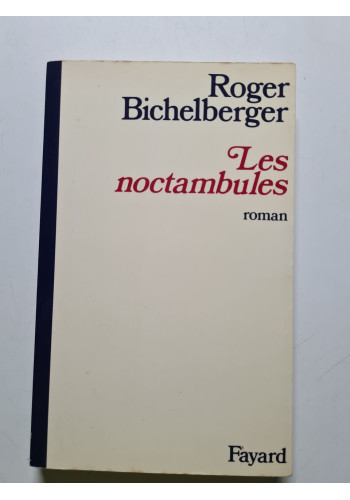 Roger
Bichelberger
Les
noctambules
roman
Fayard